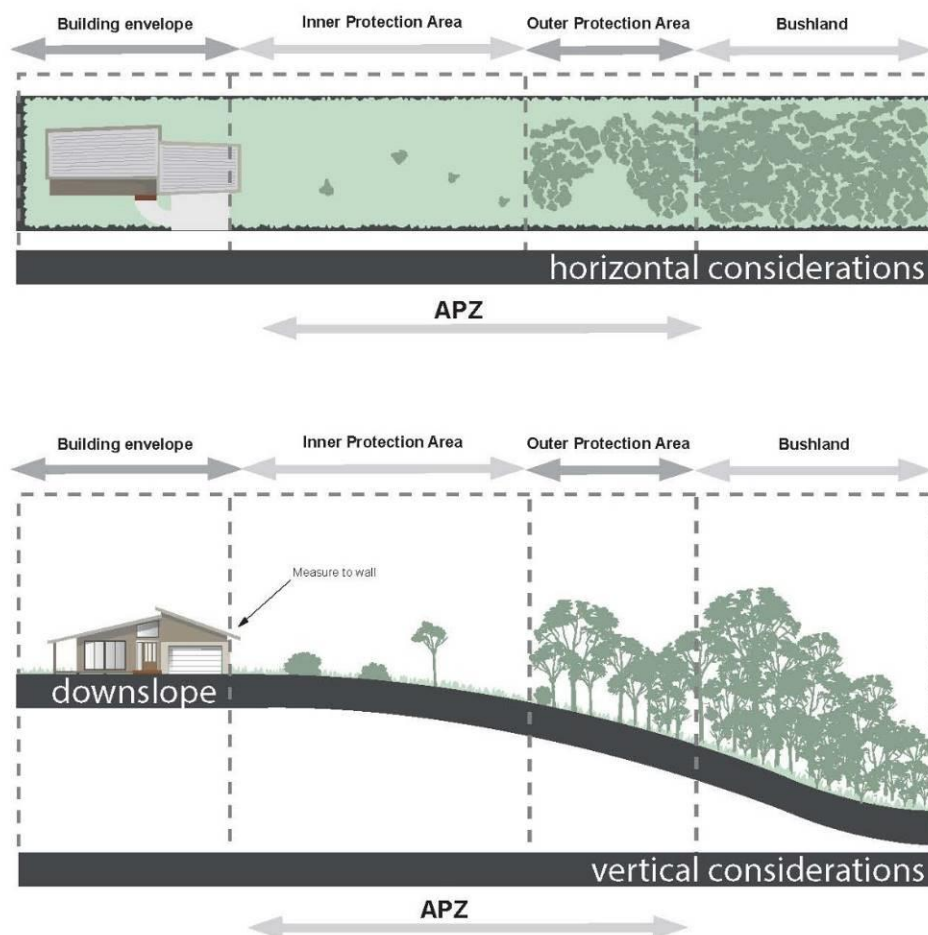 Building envelope
Inner Protection Area
Outer Protection Area
Bushland
horizontal considerations
APZ
Building envelope
Inner Protection Area
Outer Protection Area
Bushland
Measure to wall
downslope
vertical considerations
APZ